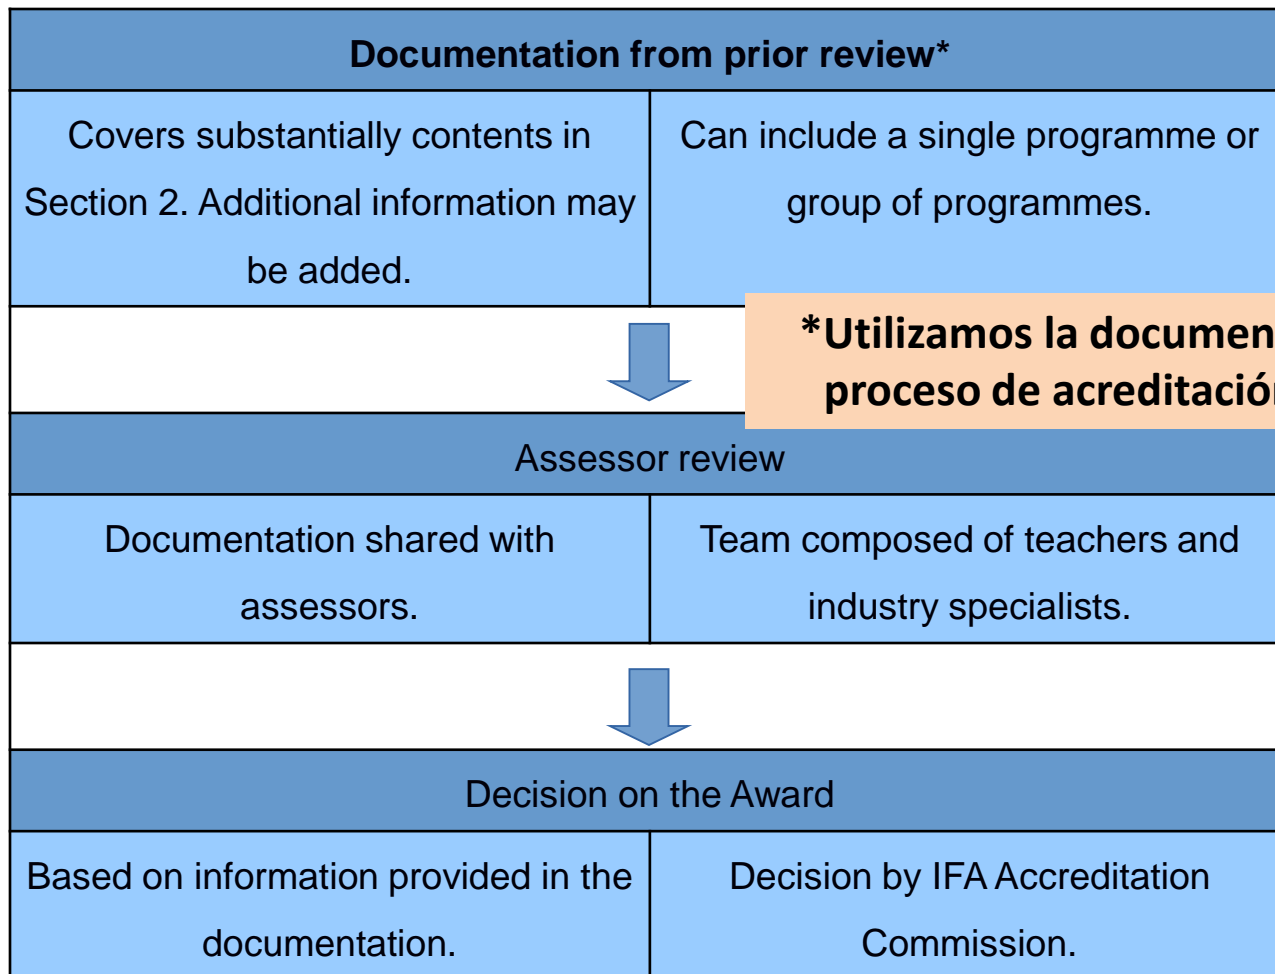 Documentation from prior review*
Covers substantially contents in
Section 2. Additional information may
be added.
Can include a single programme or
group of programmes.
*Utilizamos la documen
proceso de acreditación
Assessor review
Documentation shared with
assessors.
Team composed of teachers and
industry specialists.
Decision on the Award
Based on information provided in the
documentation.
Decision by IFA Accreditation
Commission.